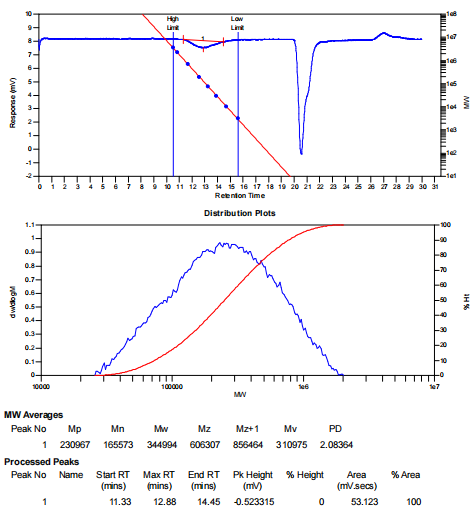 High Limit
Low Limit
10
9
8
7
6
5
4
3
2
1
0
-1
-2
Response (mV)
1
1e8
1e7
1e6
1e5
1e4
1e3
1e2
1e1
MW
0 1 2 3 4 5 6 7 8 9 10 11 12 13 14 15 16 17 18 19 20 21 22 23 24 25 26 27 28 29 30 31
Retention Time
Distribution Plots
1.1
1
0.9
0.8
0.7
0.6
0.5
0.4
0.3
0.2
0.1
0
dw/dlogM
100
90
80
70
60
50
40
30
20
10
0
% Ht
10000 100000 1e6 1e7
MW
MW Averages
Peak No Mp Mn Mw Mz Mz+1 Mv PD
1 230967 165573 344994 606307 856464 310975 2.08364
Processed Peaks
Peak No Name Start RT (mins) Max RT (mins) End RT (mins) Pk Height (mV) % Height Area (mV.secs) % Area
1 11.33 12.88 14.45 -0.523315 0 53.123 100